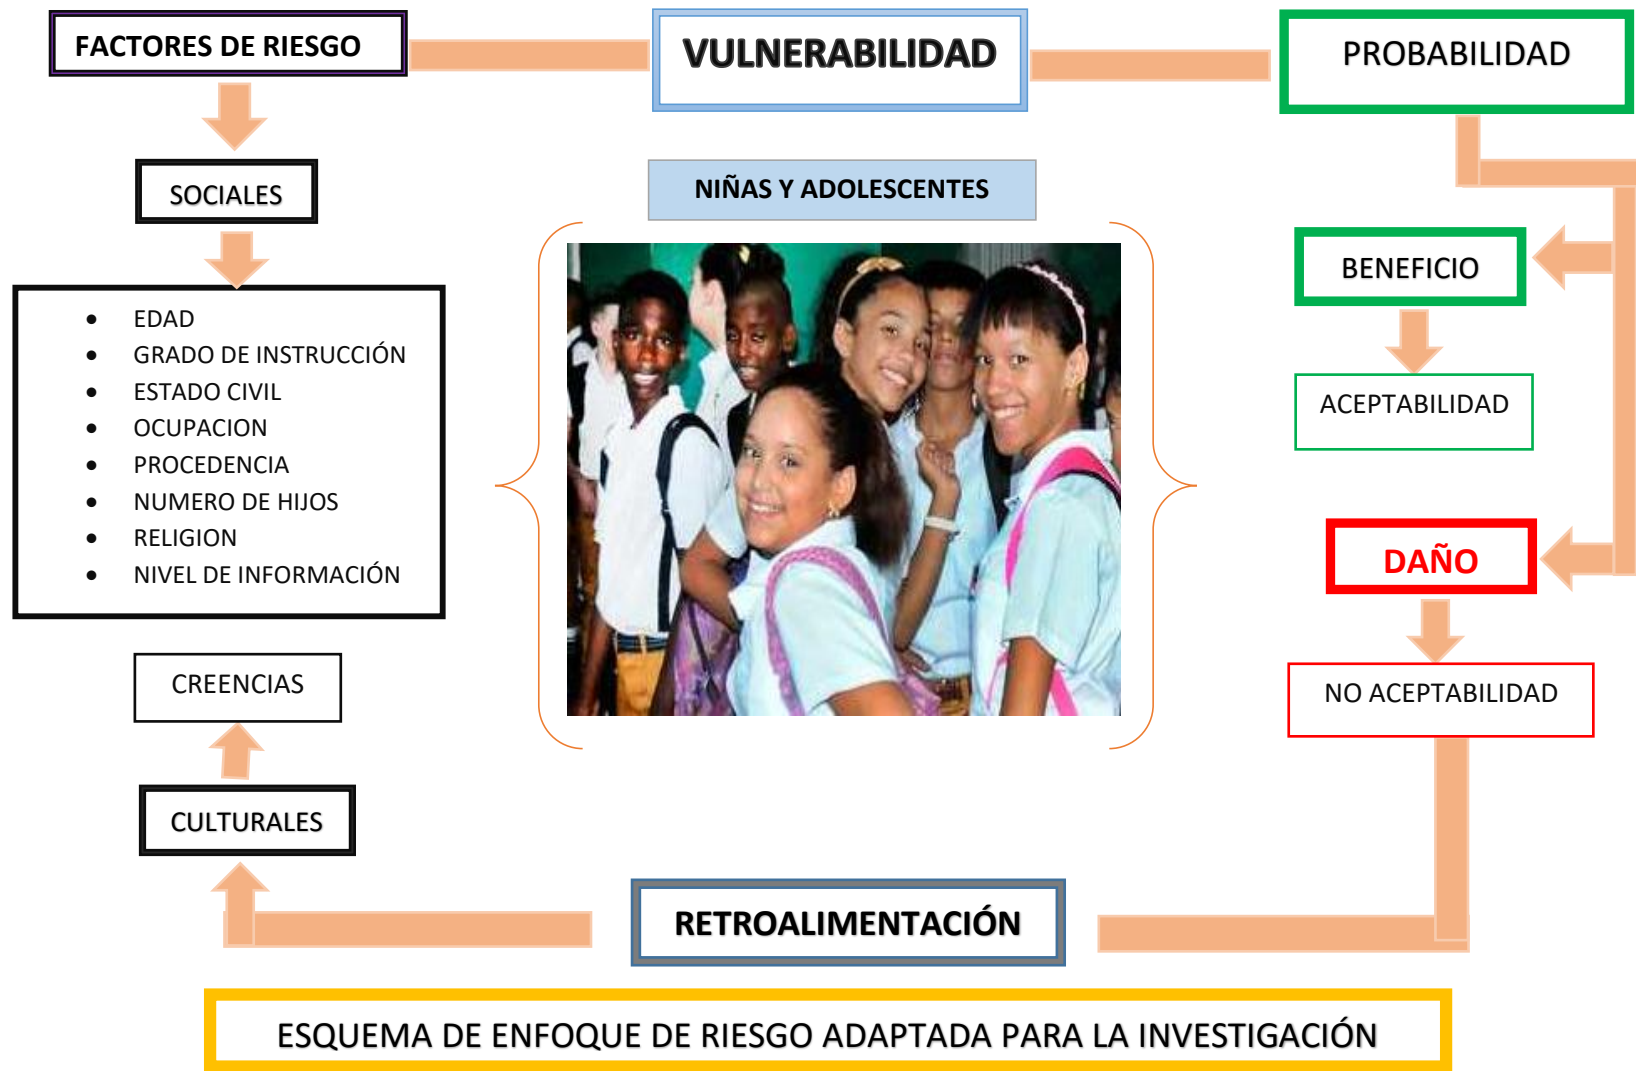 FACTORES DE RIESGO
VULNERABILIDAD
PROBABILIDAD
SOCIALES
NIÑAS Y ADOLESCENTES
• EDAD
• GRADO DE INSTRUCCIÓN
• ESTADO CIVIL
• OCUPACION
• PROCEDENCIA
• NUMERO DE HIJOS
• RELIGION
• NIVEL DE INFORMACIÓN
BENEFICIO
ACEPTABILIDAD
DAÑO
NO ACEPTABILIDAD
CREENCIAS
CULTURALES
RETROALIMENTACIÓN
ESQUEMA DE ENFOQUE DE RIESGO ADAPTADA PARA LA INVESTIGACIÓN